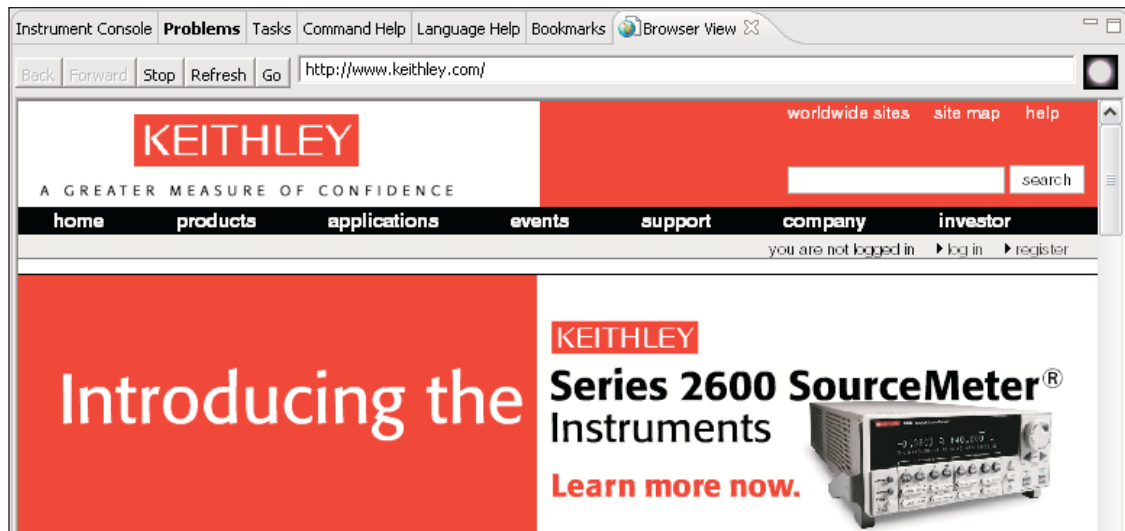 Instrument Console Problems Tasks Command Help Language Help Bookmarks Browser View
Back Forward Stop Refresh Go http://www.keithley.com/
worldwide sites site map help
KEITHLEY
A GREATER MEASURE OF CONFIDENCE
search
home products applications events support company investor
you are not logged in log in register
KEITHLEY
Introducing the
Series 2600 SourceMeter®
Instruments
Learn more now.